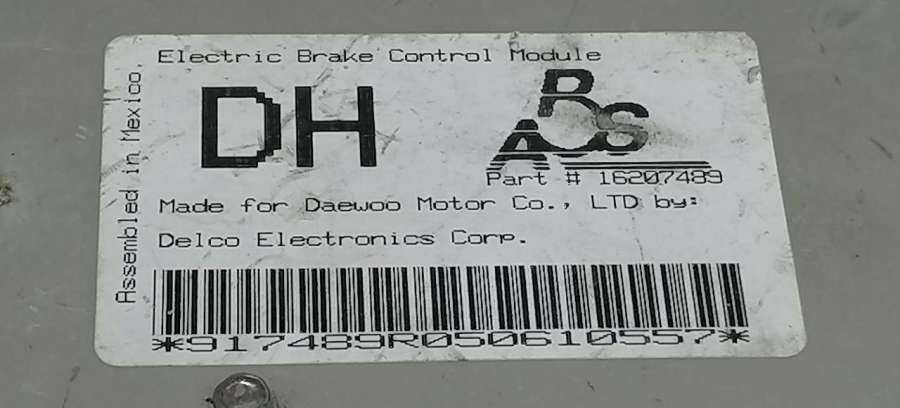 Electric Brake Control Module
DH
ABS
Part # 16207489
Made for Daewoo Motor Co., LTD by:
Delco Electronics Corp.
*917489R050610557*
Assembled in Mexico.